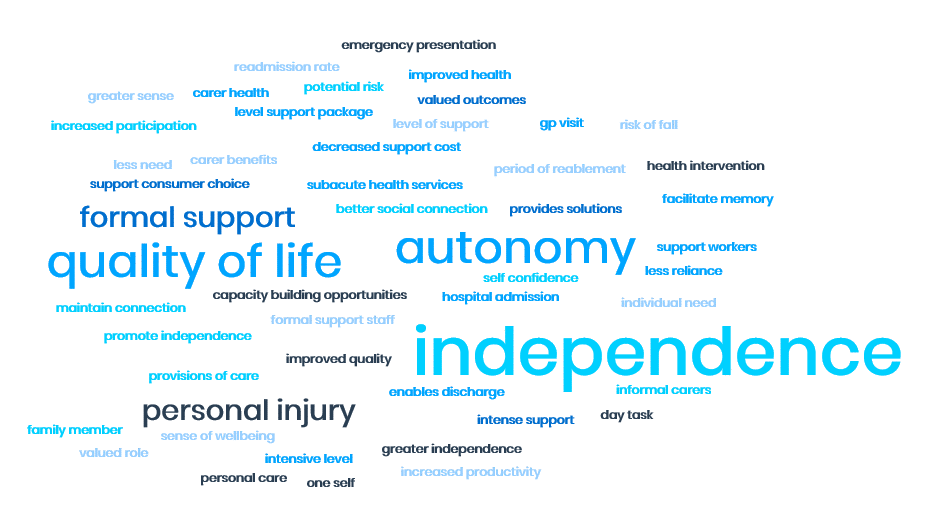 emergency presentation
readmission rate
improved health
potential risk
carer health
greater sense
valued outcomes
level support package
increased participation
level of support
gp visit
risk of fall
decreased support cost
carer benefits
less need
period of reablement
health intervention
support consumer choice
subacute health services
facilitate memory
better social connection
provides solutions
formal support
autonomy
support workers
quality of life
less reliance
self confidence
capacity building opportunities
hospital admission
individual need
maintain connection
formal support staff
promote independence
independence
improved quality
provisions of care
enables discharge
informal carers
personal injury
day task
intense support
family member
sense of wellbeing
greater independence
valued role
intensive level
increased productivity
personal care
one self